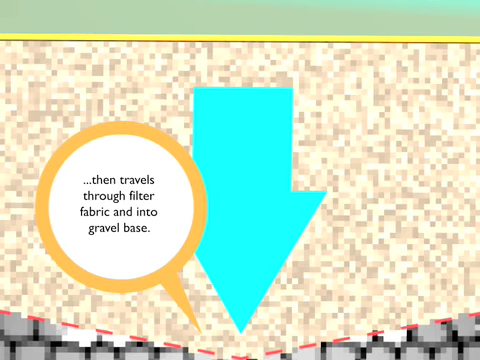 ...then travels
through filter
fabric and into
gravel base.